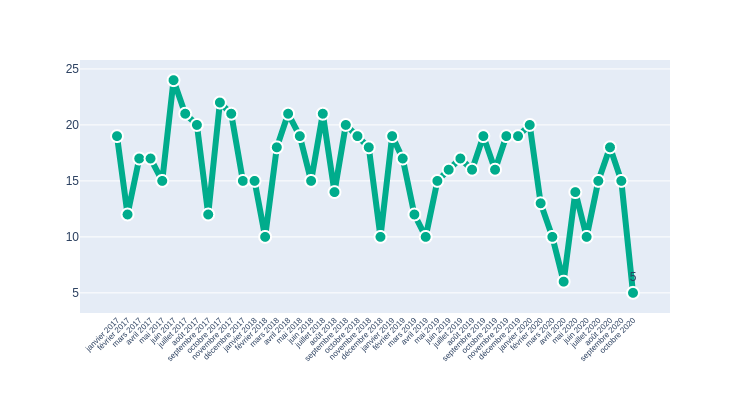 25
20
15
10
5
5
janvier 2017
février 2017
mars 2017
avril 2017
mai 2017
juin 2017
juillet 2017
août 2017
septembre 2017
octobre 2017
novembre 2017
décembre 2017
janvier 2018
février 2018
mars 2018
avril 2018
mai 2018
juin 2018
juillet 2018
août 2018
septembre 2018
octobre 2018
novembre 2018
décembre 2018
janvier 2019
février 2019
mars 2019
avril 2019
mai 2019
juin 2019
juillet 2019
août 2019
septembre 2019
octobre 2019
novembre 2019
décembre 2019
janvier 2020
février 2020
mars 2020
avril 2020
mai 2020
juin 2020
juillet 2020
août 2020
septembre 2020
octobre 2020